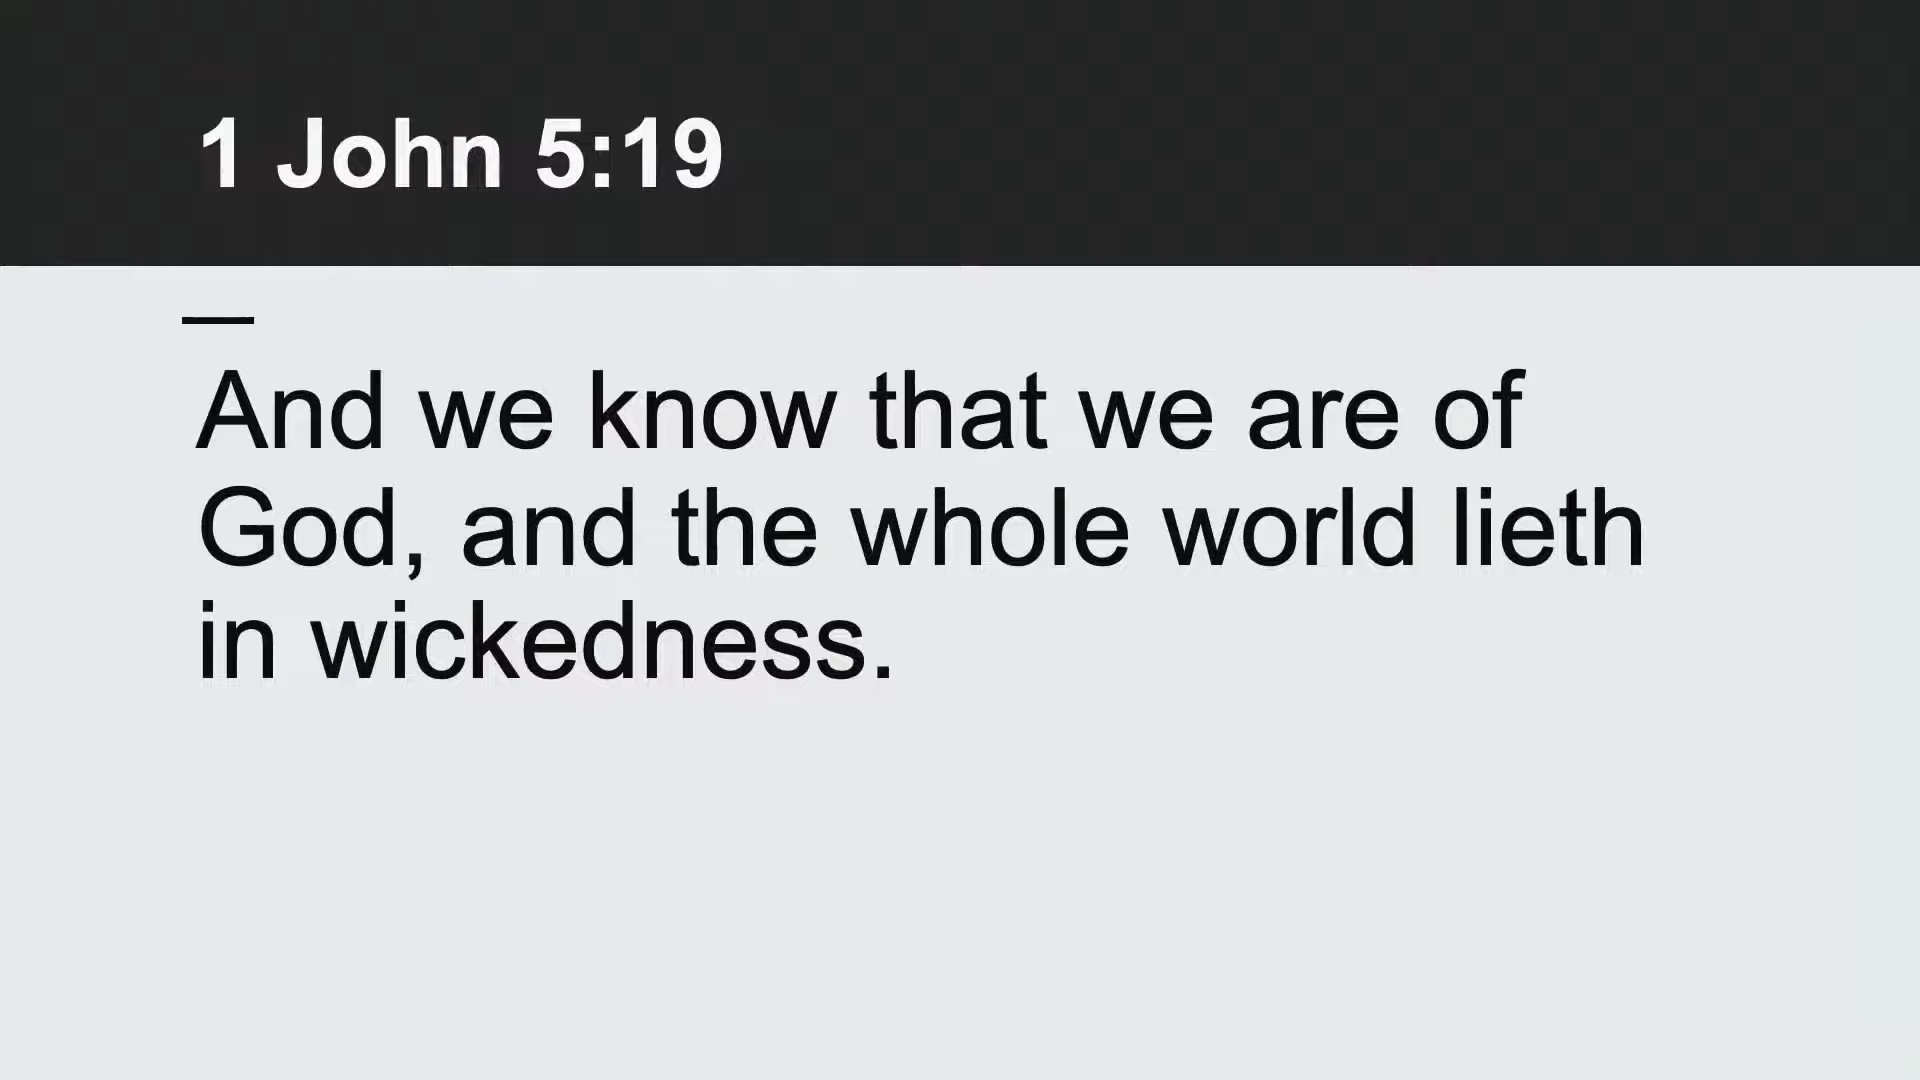 1 John 5:19
And we know that we are of
God, and the whole world lieth
in wickedness.